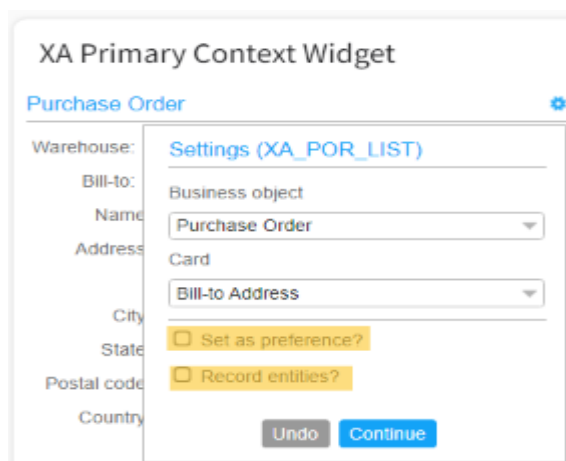 XA Primary Context Widget
Purchase Order
Warehouse:
Settings (XA_POR_LIST)
Bill-to:
Business object
Name
Purchase Order
Address
Card
Bill-to Address
City
Set as preference?
State
Record entities?
Postal code
Country
Undo Continue